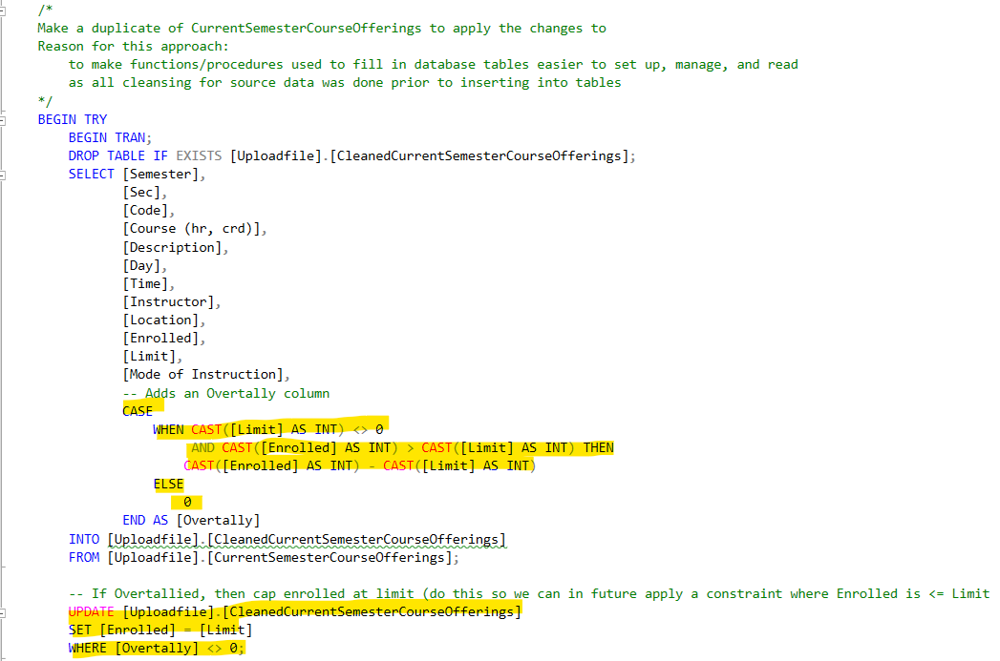 /*
Make a duplicate of CurrentSemesterCourseOfferings to apply the changes to
Reason for this approach:
    to make functions/procedures used to fill in database tables easier to set up, manage, and read
    as all cleansing for source data was done prior to inserting into tables
*/
BEGIN TRY
    BEGIN TRAN;
    DROP TABLE IF EXISTS [Uploadfile].[CleanedCurrentSemesterCourseOfferings];
    SELECT [Semester],
           [Sec],
           [Code],
           [Course (hr, crd)],
           [Description],
           [Day],
           [Time],
           [Instructor],
           [Location],
           [Enrolled],
           [Limit],
           [Mode of Instruction],
           -- Adds an Overtally column
           CASE
               WHEN CAST([Limit] AS INT) <> 0
                    AND CAST([Enrolled] AS INT) > CAST([Limit] AS INT) THEN
                   CAST([Enrolled] AS INT) - CAST([Limit] AS INT)
               ELSE
                   0
           END AS [Overtally]
    INTO [Uploadfile].[CleanedCurrentSemesterCourseOfferings]
    FROM [Uploadfile].[CurrentSemesterCourseOfferings];
    -- If Overtallied, then cap enrolled at limit (do this so we can in future apply a constraint where Enrolled is <= Limit
    UPDATE [Uploadfile].[CleanedCurrentSemesterCourseOfferings]
    SET [Enrolled] = [Limit]
    WHERE [Overtally] <> 0;